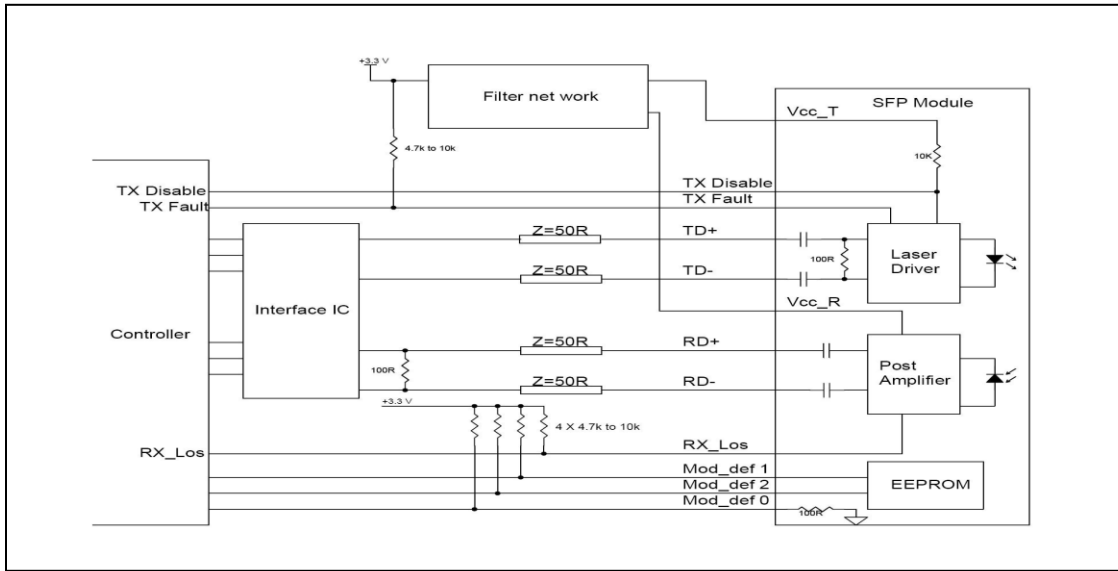 +3.3 V
Filter net work
SFP Module
Vcc_T
4.7k to 10k
10K
TX Disable
TX Disable
TX Fault
TX Fault
Z=50R
TD+
100R
Laser
Driver
Z=50R
TD-
Interface IC
Vcc_R
Controller
Z=50R
RD+
Post
Amplifier
100R
Z=50R
RD-
+3.3 V
4 X 4.7k to 10k
RX_Los
RX_Los
Mod_def 1
Mod_def 2
EEPROM
Mod_def 0
100R